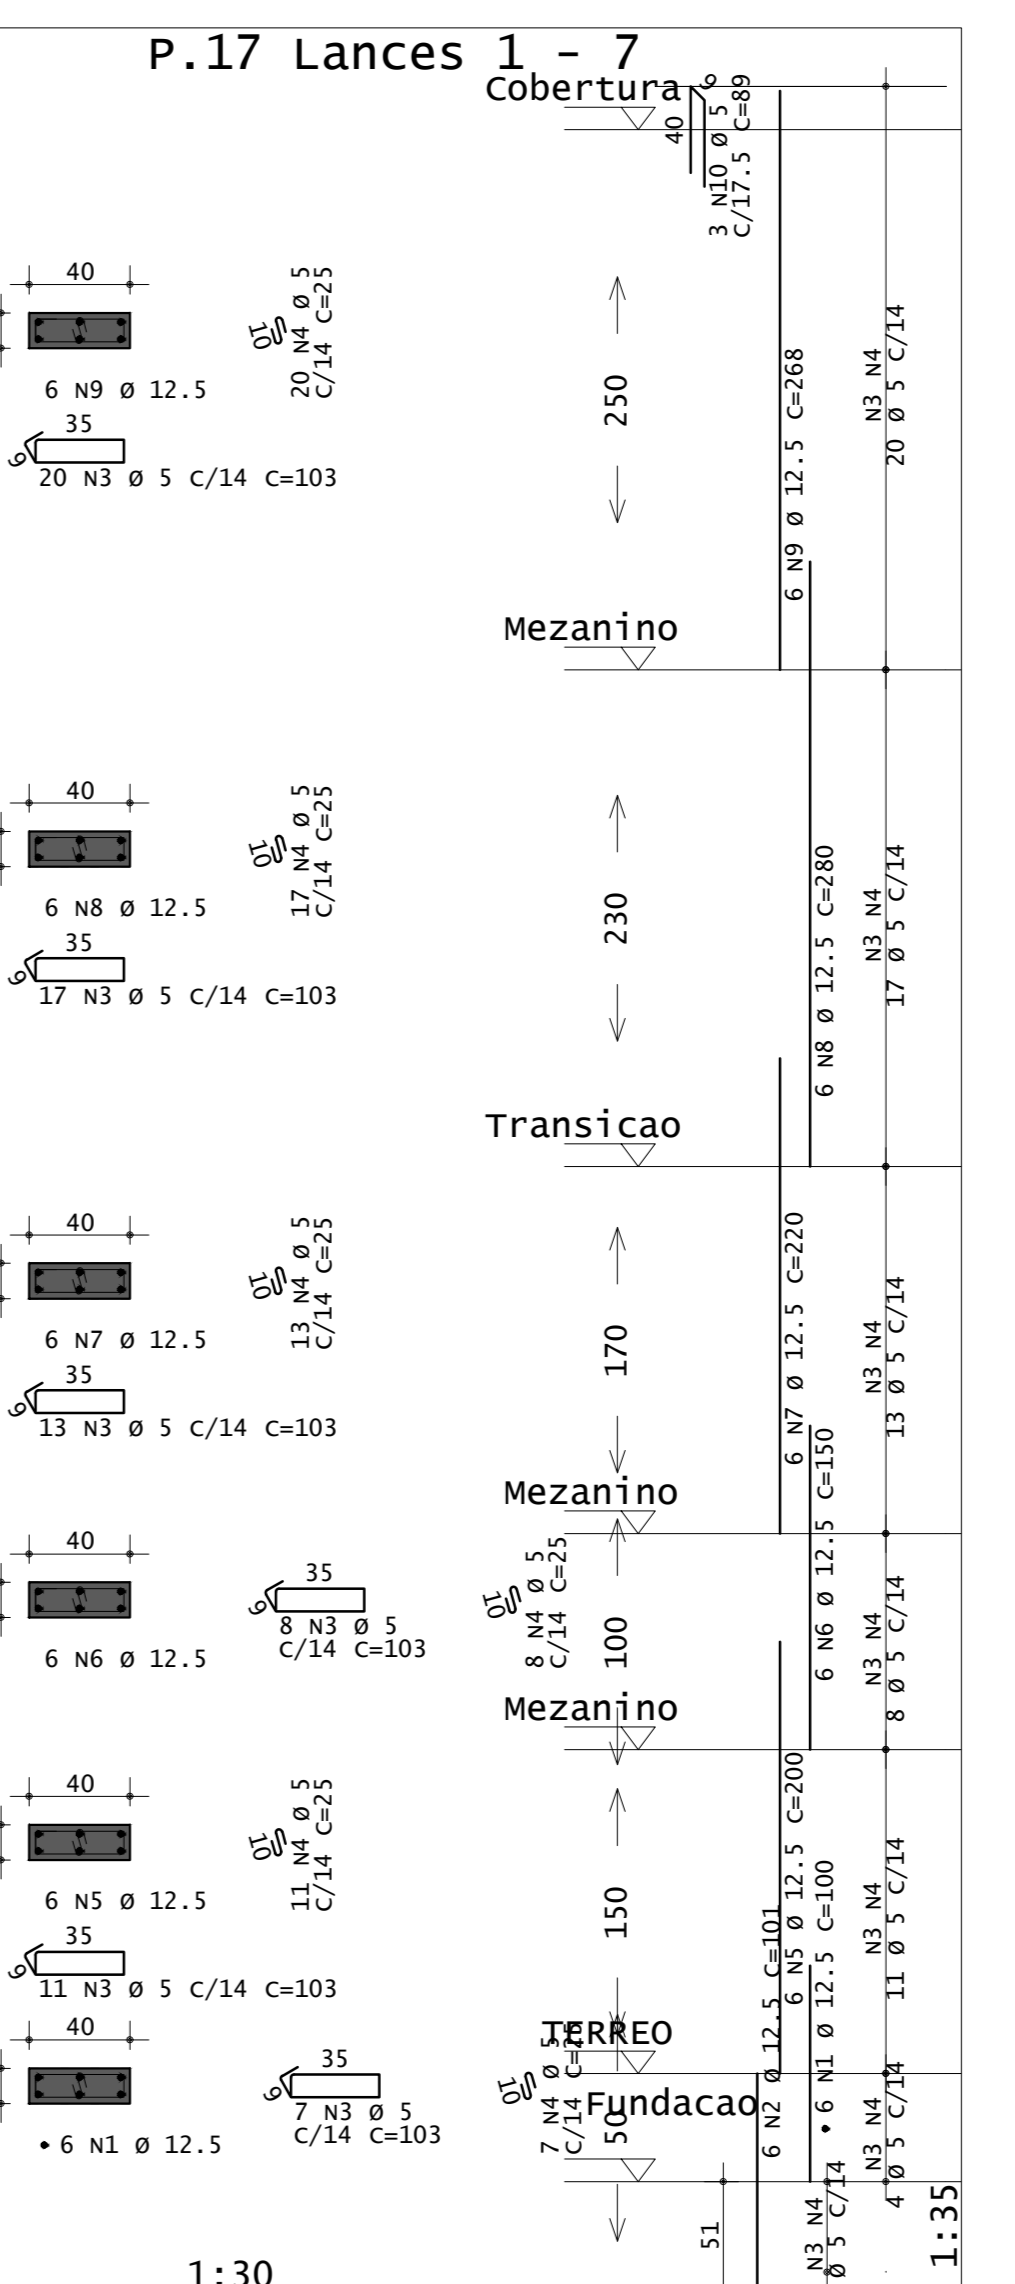 P.17 Lances 1 - 7
Cobertura
40
9
3 N10 Ø 5
C/17.5 C=89
40
6 N9 Ø 12.5
35
9
20 N3 Ø 5 C/14 C=103
10
20 N4 Ø 5
C/14 C=25
250
6 N9 Ø 12.5 C=268
N3 N4
20 Ø 5 C/14
Mezanino
40
6 N8 Ø 12.5
35
9
17 N3 Ø 5 C/14 C=103
10
17 N4 Ø 5
C/14 C=25
230
6 N8 Ø 12.5 C=280
N3 N4
17 Ø 5 C/14
Transicao
40
6 N7 Ø 12.5
35
9
13 N3 Ø 5 C/14 C=103
10
13 N4 Ø 5
C/14 C=25
170
6 N7 Ø 12.5 C=220
N3 N4
13 Ø 5 C/14
Mezanino
40
6 N6 Ø 12.5
35
9
8 N3 Ø 5
C/14 C=103
10
8 N4 Ø 5
C/14 C=25
100
6 N6 Ø 12.5 C=150
N3 N4
8 Ø 5 C/14
Mezanino
40
6 N5 Ø 12.5
35
9
11 N3 Ø 5 C/14 C=103
10
11 N4 Ø 5
C/14 C=25
150
6 N5 Ø 12.5 C=200
N3 N4
11 Ø 5 C/14
TERREO
40
6 N1 Ø 12.5
35
9
7 N3 Ø 5
C/14 C=103
10
7 N4 Ø 5
C/14 C=25
50
Fundacao
6 N2 Ø 12.5 C=101
6 N1 Ø 12.5 C=100
N3 N4
4 Ø 5 C/14
51
N3 N4
Ø 5 C/14
1:35
1:30